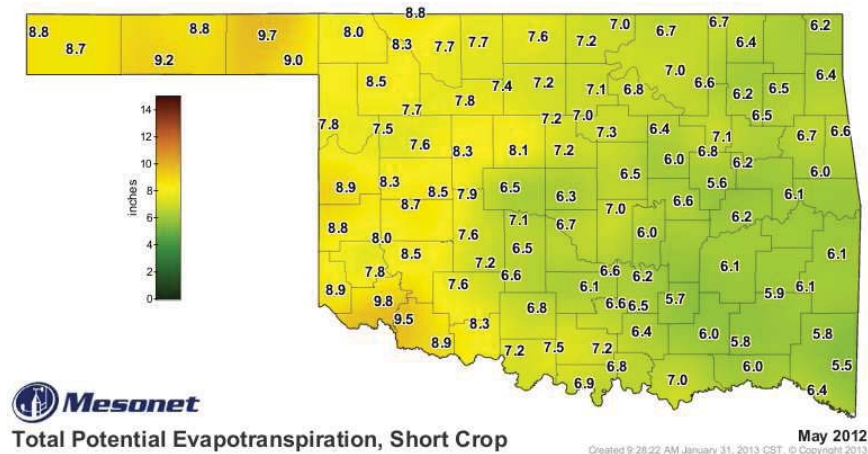 8.8
8.8 8.8 9.7 8.0 7.0 6.7 6.7 6.2
8.7 8.3 7.7 7.7 7.6 7.2 6.4
9.2 9.0
8.5 7.4 7.2 7.1 6.8 7.0 6.6 6.2 6.5 6.4
7.7 7.8 6.5
7.8 7.5 7.2 7.0 7.3 6.4 7.1 6.7 6.6
7.6 8.3 8.1 7.2 6.0 6.8 6.2 6.0
8.9 8.3 8.5 7.9 6.5 6.3 6.5 5.6 6.1
8.7 7.0 6.6
8.8 8.0 7.6 7.1 6.7 6.0 6.2
8.5 7.2 6.5 6.1
8.9 7.8 7.6 6.6 6.1 6.6 6.2 6.1 5.9 6.1
9.8 6.8 6.6 6.5 5.7
9.5 8.3 6.4 6.0 5.8 5.8
8.9 7.2 7.5 7.2
6.9 6.8 7.0 6.0 5.5
6.4
14
12
10
8
6
4
2
0
inches
Mesonet
Total Potential Evapotranspiration, Short Crop
May 2012
Created 9:28:22 AM January 31, 2013 CST. © Copyright 2013